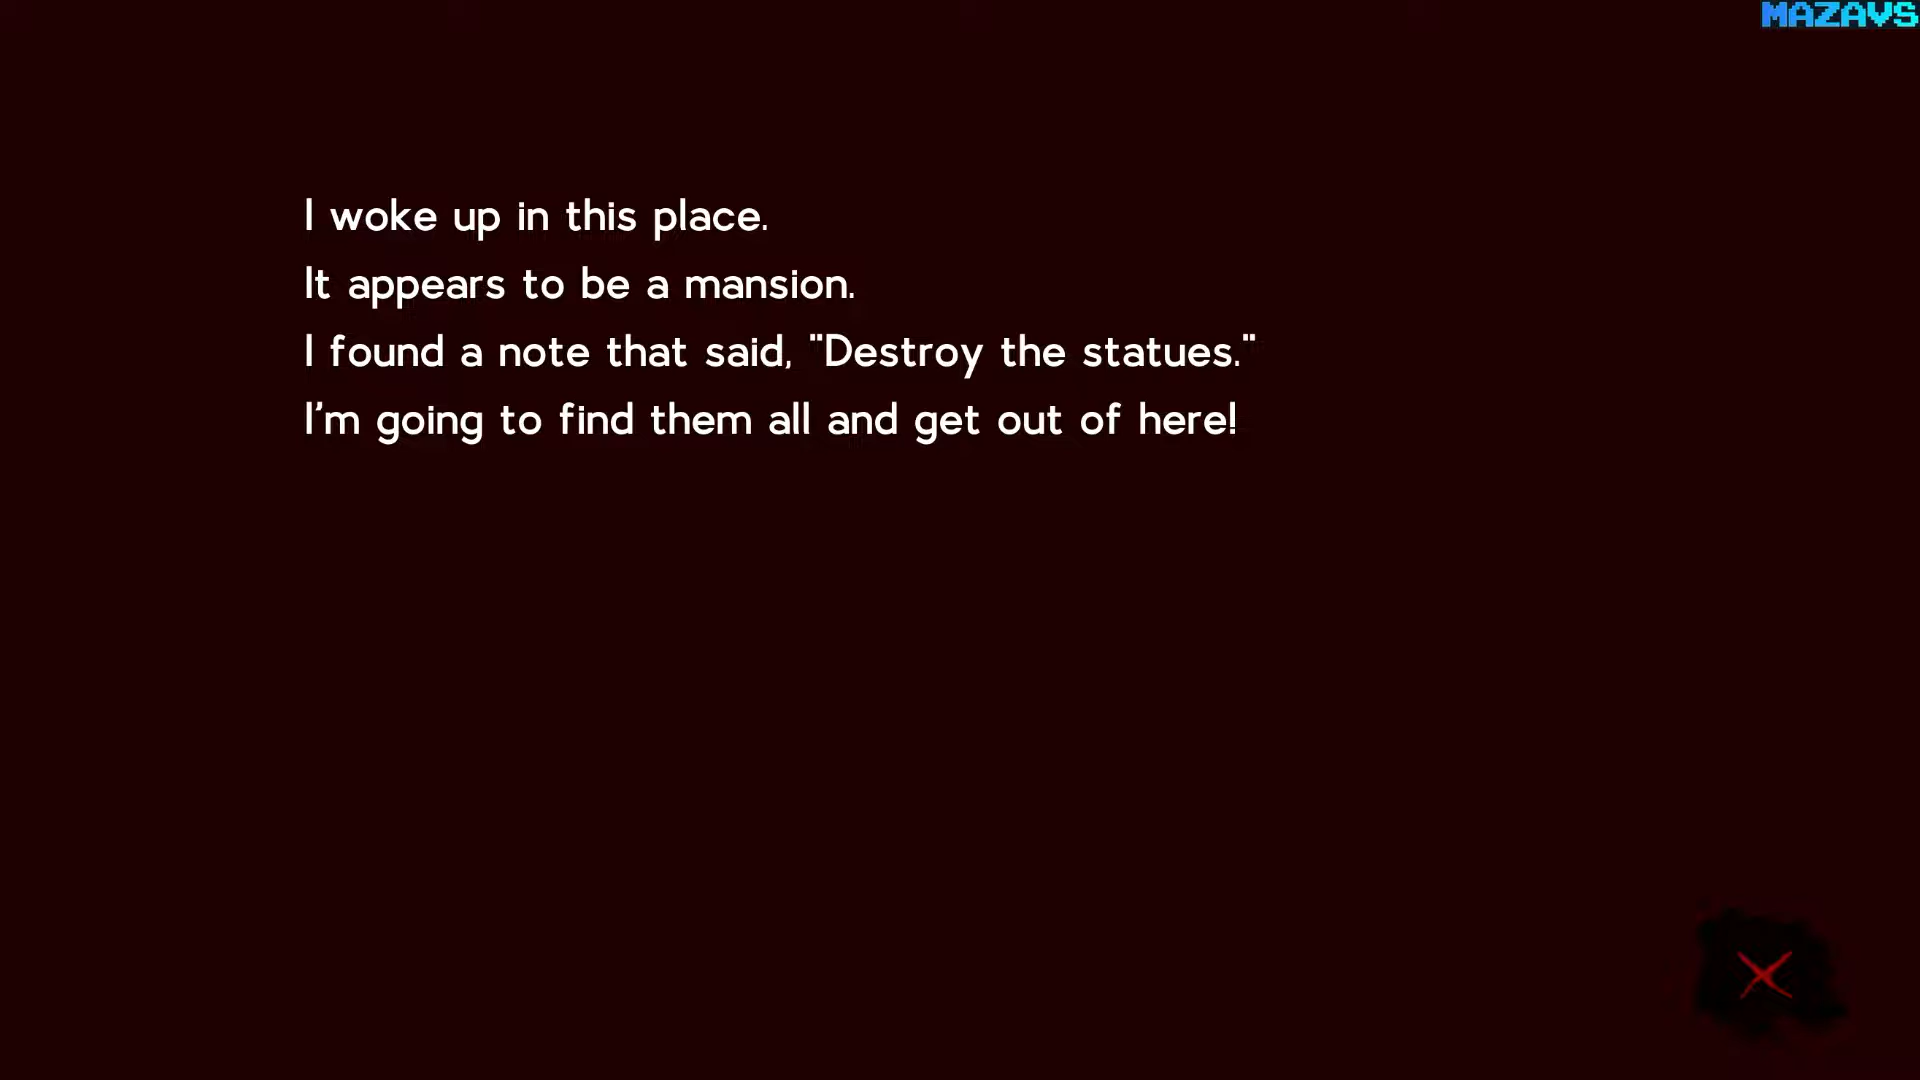 MAZAVS
I woke up in this place.
It appears to be a mansion.
I found a note that said, "Destroy the statues."
I'm going to find them all and get out of here!